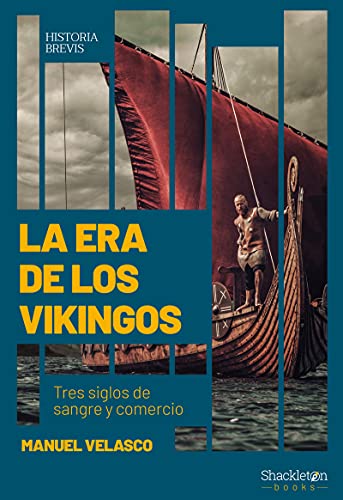 HISTORIA
BREVIS
LA ERA
DE LOS
VIKINGOS
Tres siglos de
sangre y comercio
MANUEL VELASCO
Shackleton
books